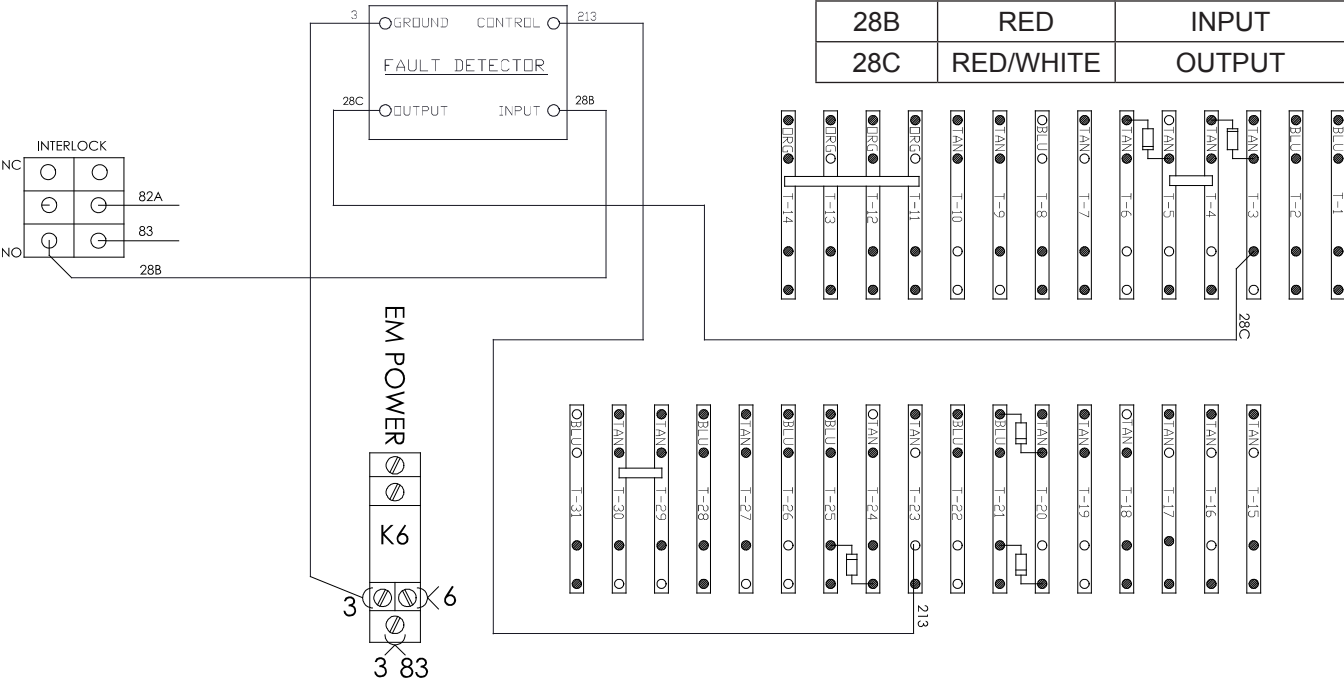 28B RED INPUT
28C RED/WHITE OUTPUT
3 GROUND CONTROL 213
FAULT DETECTOR
28C OUTPUT INPUT 28B
INTERLOCK
NC
82A
83
NO
28B
ORG T-14
ORG T-13
ORG T-12
ORG T-11
TAN T-10
TAN T-9
BLU T-8
TAN T-7
TAN T-6
TAN T-5
TAN T-4
TAN T-3
BLU T-2
BLU T-1
28C
EM POWER
K6
3
6
3 83
BLU T-31
TAN T-30
TAN T-29
BLU T-28
TAN T-27
BLU T-26
BLU T-25
TAN T-24
TAN T-23
BLU T-22
BLU T-21
TAN T-20
TAN T-19
TAN T-18
TAN T-17
TAN T-16
TAN T-15
213